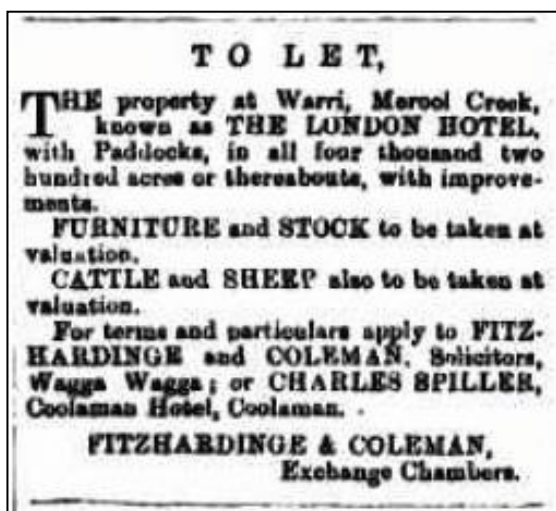 TO LET,
THE property at Warri, Merool Creek,
known as THE LONDON HOTEL,
with Paddocks, in all four thousand two
hundred acres or thereabouts, with improve-
ments.
FURNITURE and STOCK to be taken at
valuation.
CATTLE and SHEEP also to be taken at
valuation.
For terms and particulars apply to FITZ-
HARDINGE and COLEMAN, Solicitors,
Wagga Wagga; or CHARLES SPILLER,
Coolaman Hotel, Coolaman.
FITZHARDINGE & COLEMAN,
Exchange Chambers.